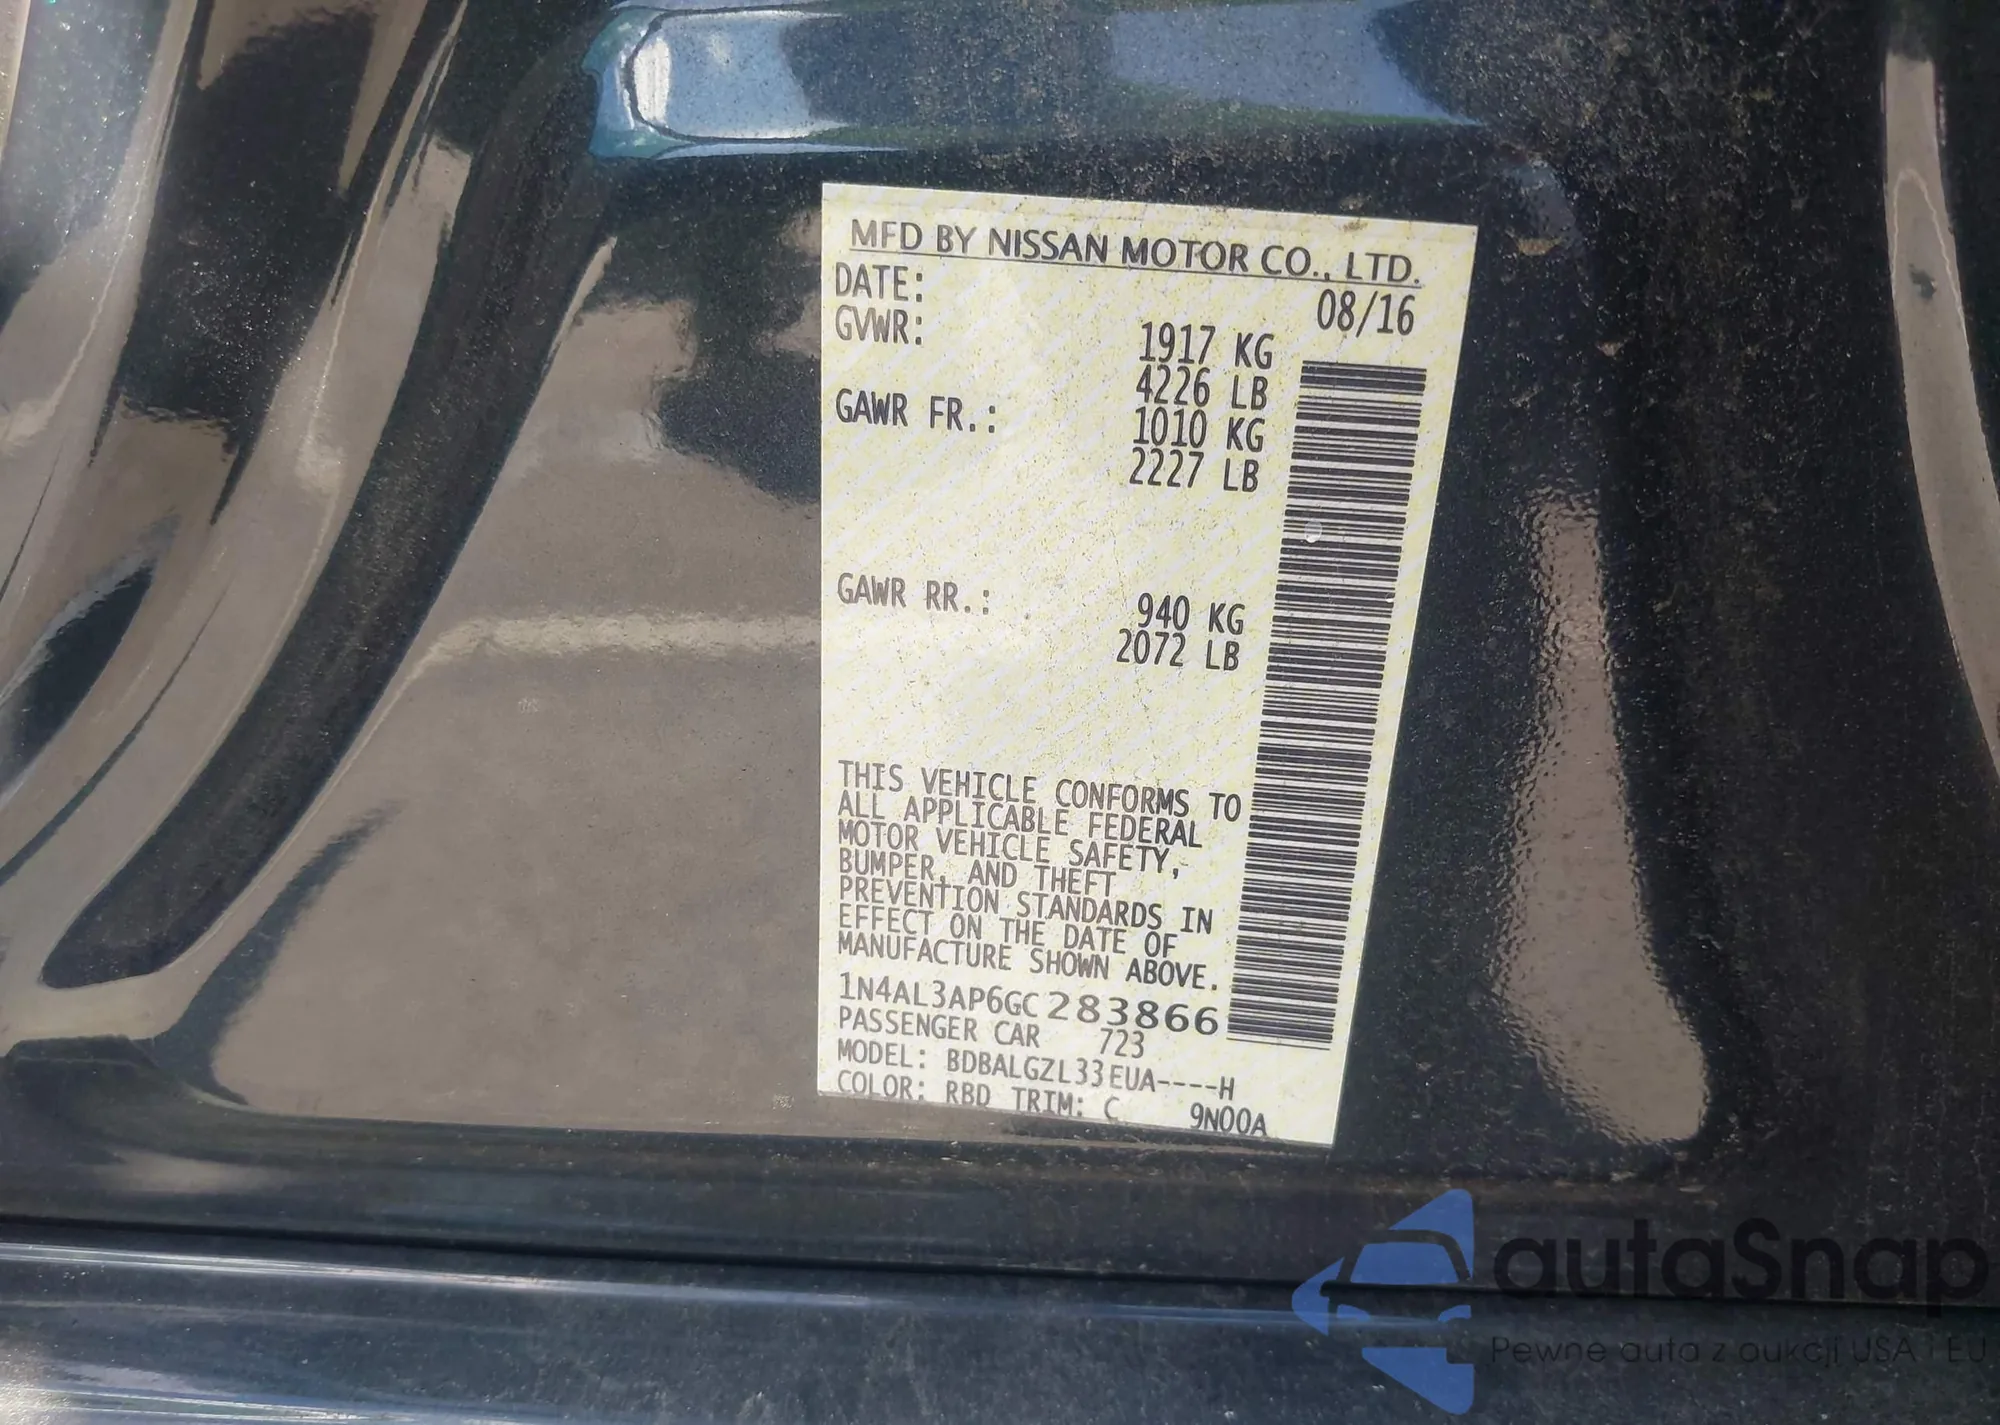 MFD BY NISSAN MOTOR CO., LTD.
DATE: 08/16
GVWR: 1917 KG
4226 LB
GAWR FR.: 1010 KG
2227 LB
GAWR RR.: 940 KG
2072 LB
THIS VEHICLE CONFORMS TO
ALL APPLICABLE FEDERAL
MOTOR VEHICLE SAFETY,
BUMPER, AND THEFT
PREVENTION STANDARDS IN
EFFECT ON THE DATE OF
MANUFACTURE SHOWN ABOVE.
1N4AL3AP6GC283866
PASSENGER CAR 723
MODEL: BDBALGZL33EUA----H
COLOR: RBD TRIM: C 9N00A
autaSnap
Pewne auta z aukcji USA i EU